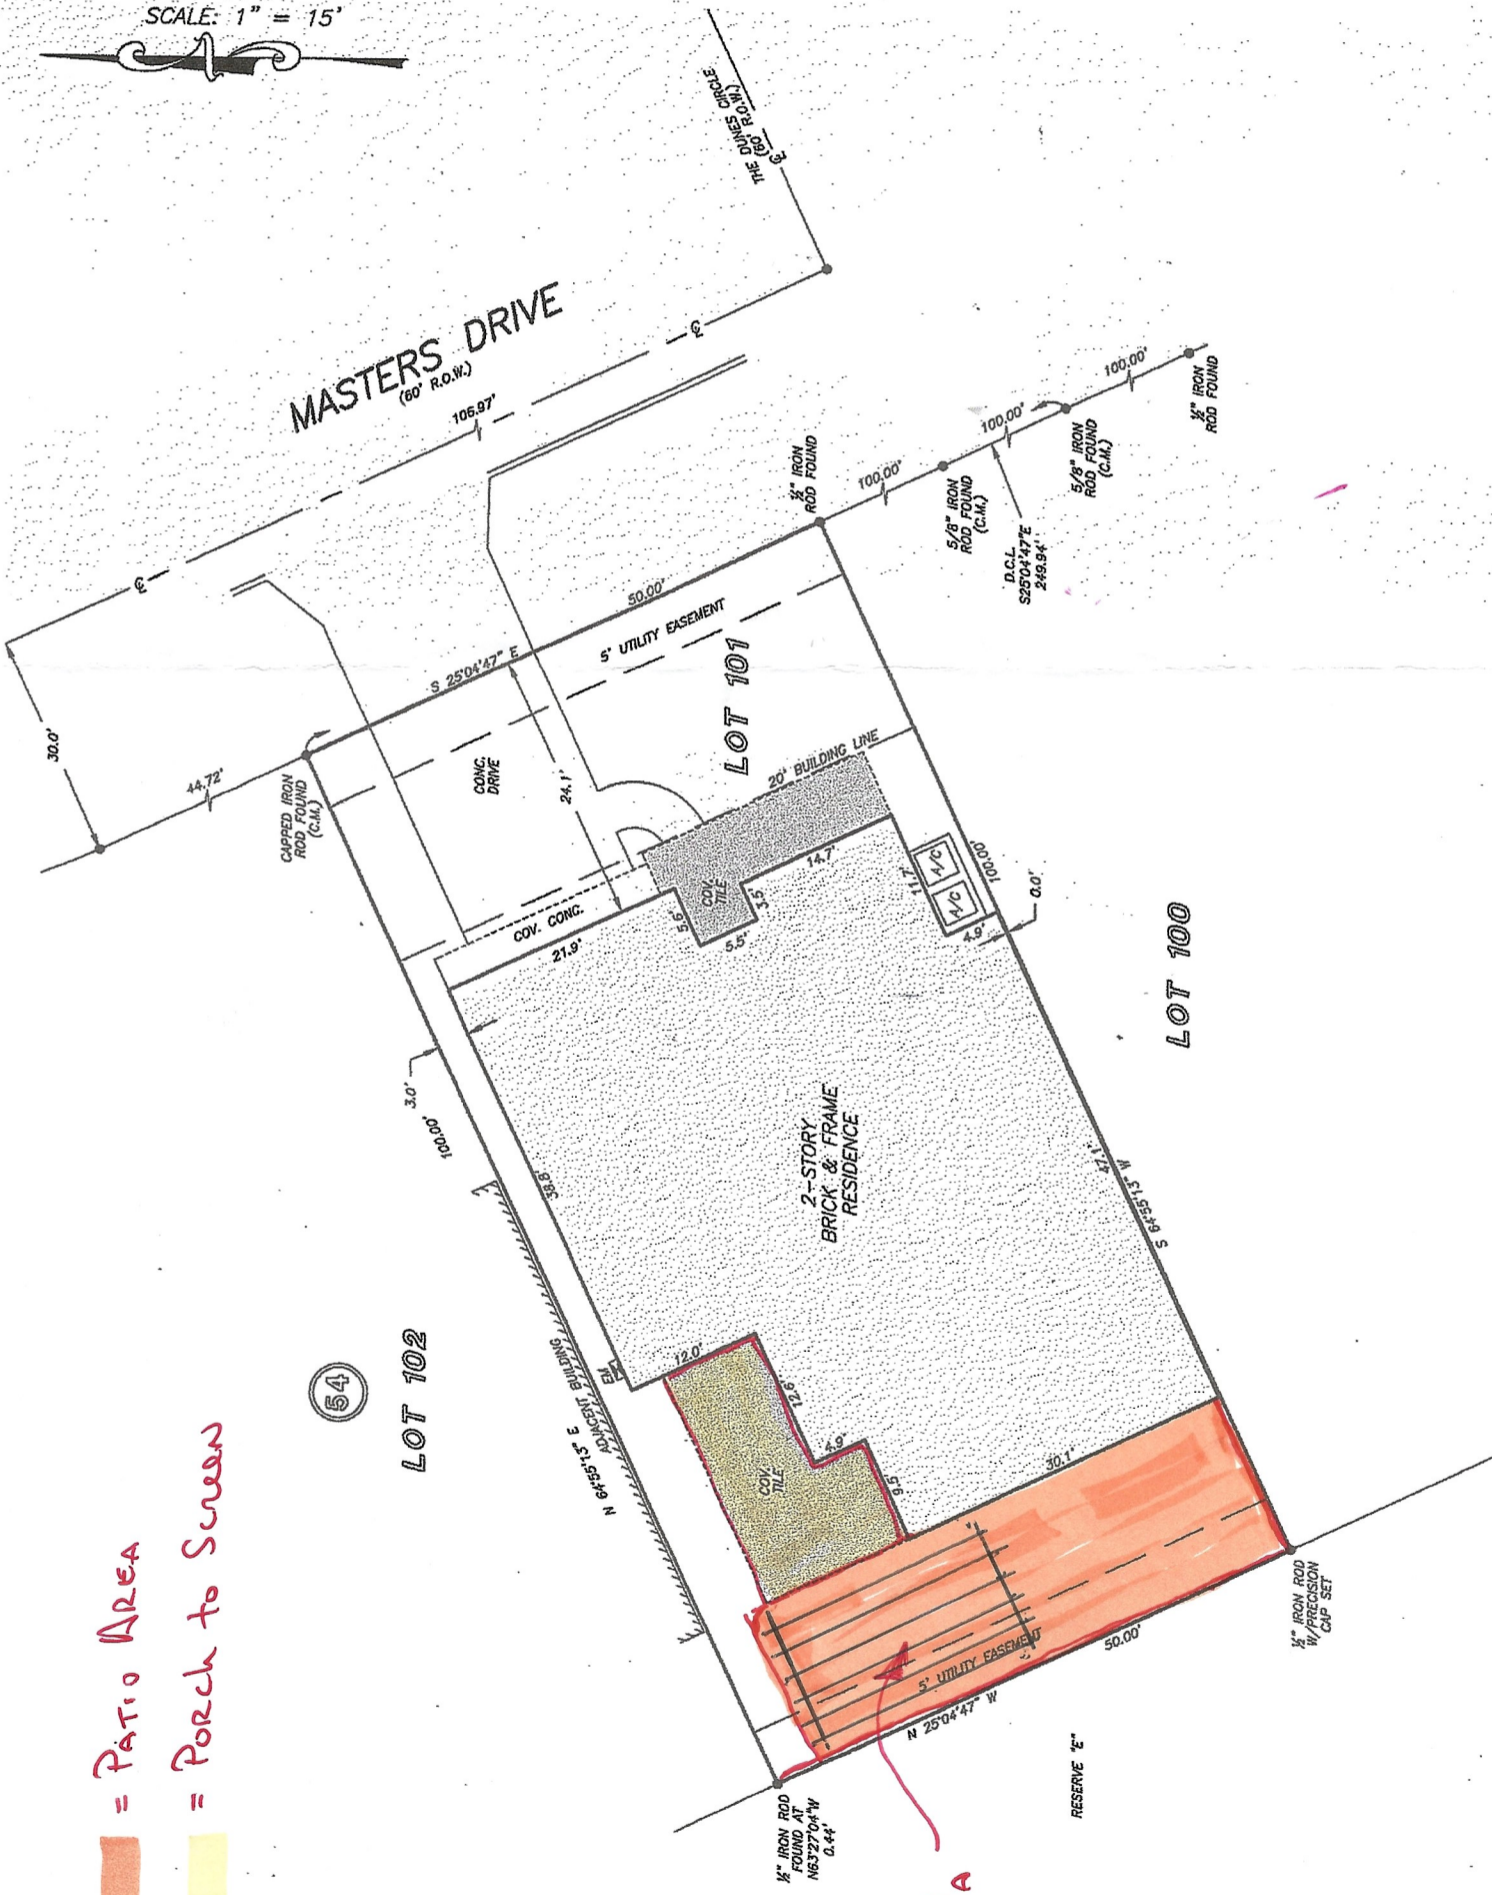 SCALE: 1" = 15'
THE DUNES CIRCLE
(60' R.O.W.)
MASTERS DRIVE
(60' R.O.W.)
106.97'
30.0'
44.72'
CAPPED IRON
ROD FOUND
(C.M.)
S 25°04'47" E
50.00'
5' UTILITY EASEMENT
½" IRON
ROD FOUND
100.00'
5/8" IRON
ROD FOUND
(C.M.)
100.00'
D.C.L.
S25°04'47"E
249.94'
5/8" IRON
ROD FOUND
(C.M.)
100.00'
½" IRON
ROD FOUND
LOT 101
CONC.
DRIVE
24.1'
20' BUILDING LINE
COV. CONC.
21.9'
COV.
TILE
5.6'
5.5'
3.5'
14.7'
11.7'
A/C
A/C
4.9'
100.00'
0.0'
LOT 100
3.0'
100.00'
38.8'
2-STORY
BRICK & FRAME
RESIDENCE
47.1'
S 64°55'13" W
54
LOT 102
N 64°55'13" E
ADJACENT BUILDING
EM
12.0'
12.6'
4.9'
9.5'
COV.
TILE
30.1'
5' UTILITY EASEMENT
50.00'
N 25°04'47" W
½" IRON ROD
W/PRECISION
CAP SET
½" IRON ROD
FOUND AT
N63°27'04"W
0.44'
RESERVE "E"
A
= PATIO AREA
= PORCH to SCREEN